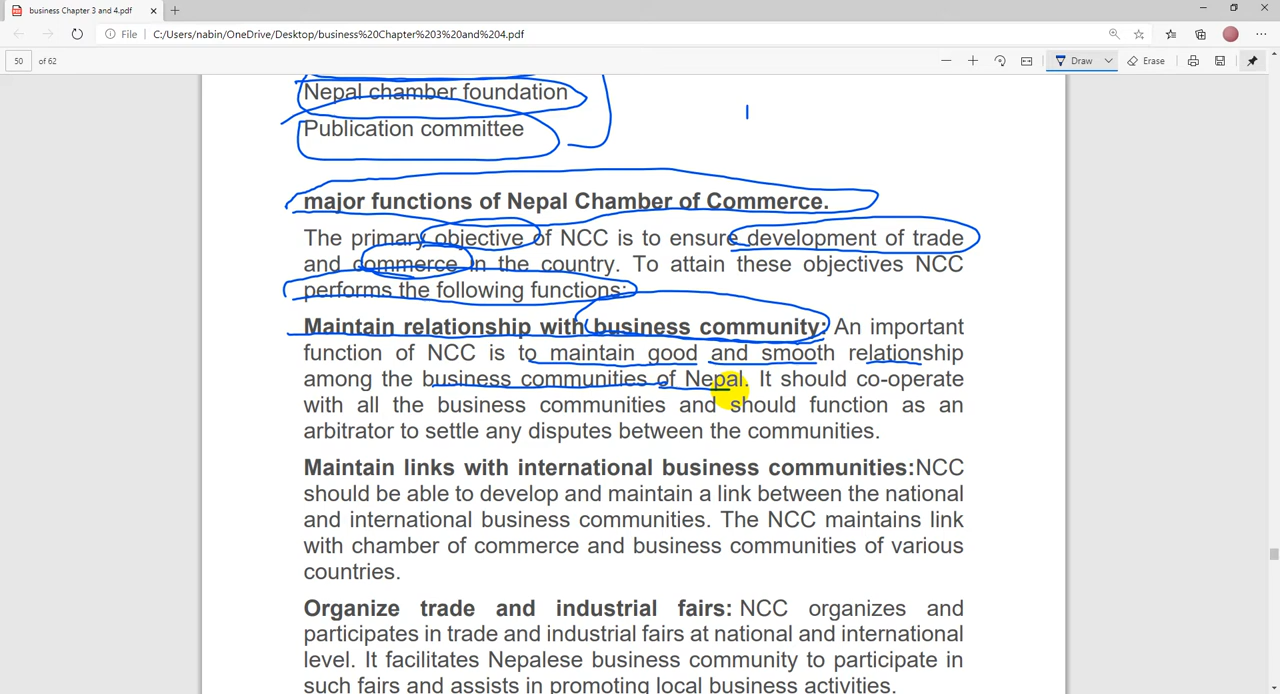 business Chapter 3 and 4.pdf
File
C:/Users/nabin/OneDrive/Desktop/business%20Chapter%203%20and%204.pdf
50 of 62
Draw
Erase
Nepal chamber foundation
Publication committee
major functions of Nepal Chamber of Commerce.
The primary objective of NCC is to ensure development of trade
and commerce in the country. To attain these objectives NCC
performs the following functions:
Maintain relationship with business community: An important
function of NCC is to maintain good and smooth relationship
among the business communities of Nepal. It should co-operate
with all the business communities and should function as an
arbitrator to settle any disputes between the communities.
Maintain links with international business communities:NCC
should be able to develop and maintain a link between the national
and international business communities. The NCC maintains link
with chamber of commerce and business communities of various
countries.
Organize trade and industrial fairs: NCC organizes and
participates in trade and industrial fairs at national and international
level. It facilitates Nepalese business community to participate in
such fairs and assists in promoting local business activities.